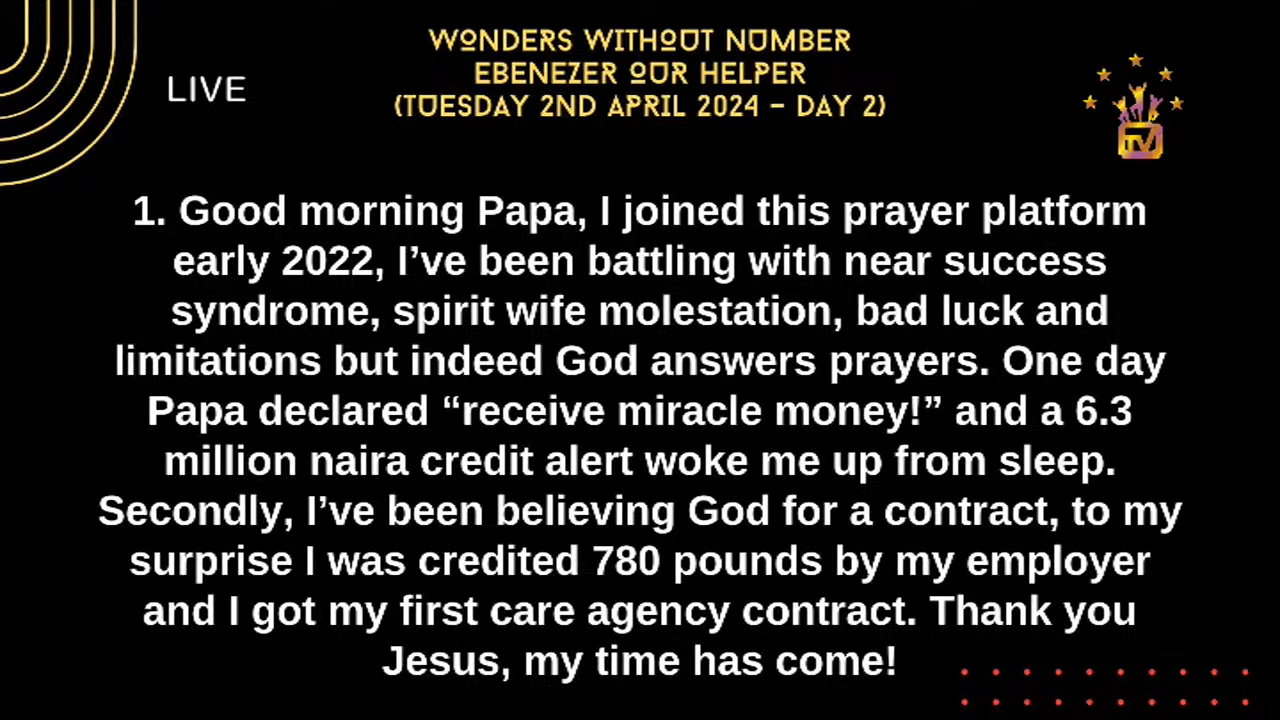 WONDERS WITHOUT NUMBER
EBENEZER OUR HELPER
(TUESDAY 2ND APRIL 2024 - DAY 2)
LIVE
TV
1. Good morning Papa, I joined this prayer platform
early 2022, I’ve been battling with near success
syndrome, spirit wife molestation, bad luck and
limitations but indeed God answers prayers. One day
Papa declared “receive miracle money!” and a 6.3
million naira credit alert woke me up from sleep.
Secondly, I’ve been believing God for a contract, to my
surprise I was credited 780 pounds by my employer
and I got my first care agency contract. Thank you
Jesus, my time has come!